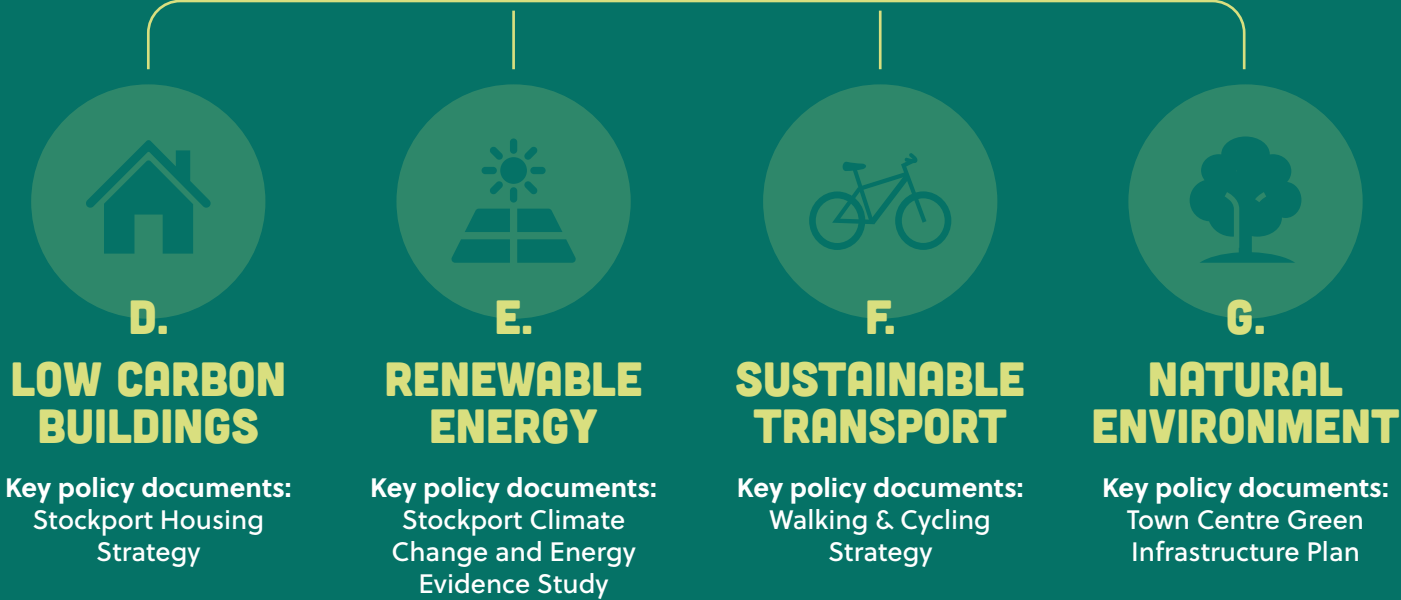 D.
LOW CARBON
BUILDINGS
Key policy documents:
Stockport Housing
Strategy
E.
RENEWABLE
ENERGY
Key policy documents:
Stockport Climate
Change and Energy
Evidence Study
F.
SUSTAINABLE
TRANSPORT
Key policy documents:
Walking & Cycling
Strategy
G.
NATURAL
ENVIRONMENT
Key policy documents:
Town Centre Green
Infrastructure Plan